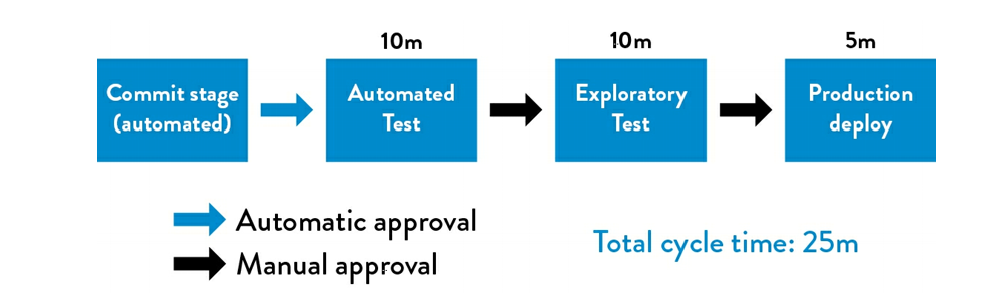 10m
10m
5m
Commit stage
(automated)
Automated
Test
Exploratory
Test
Production
deploy
Automatic approval
Manual approval
Total cycle time: 25m